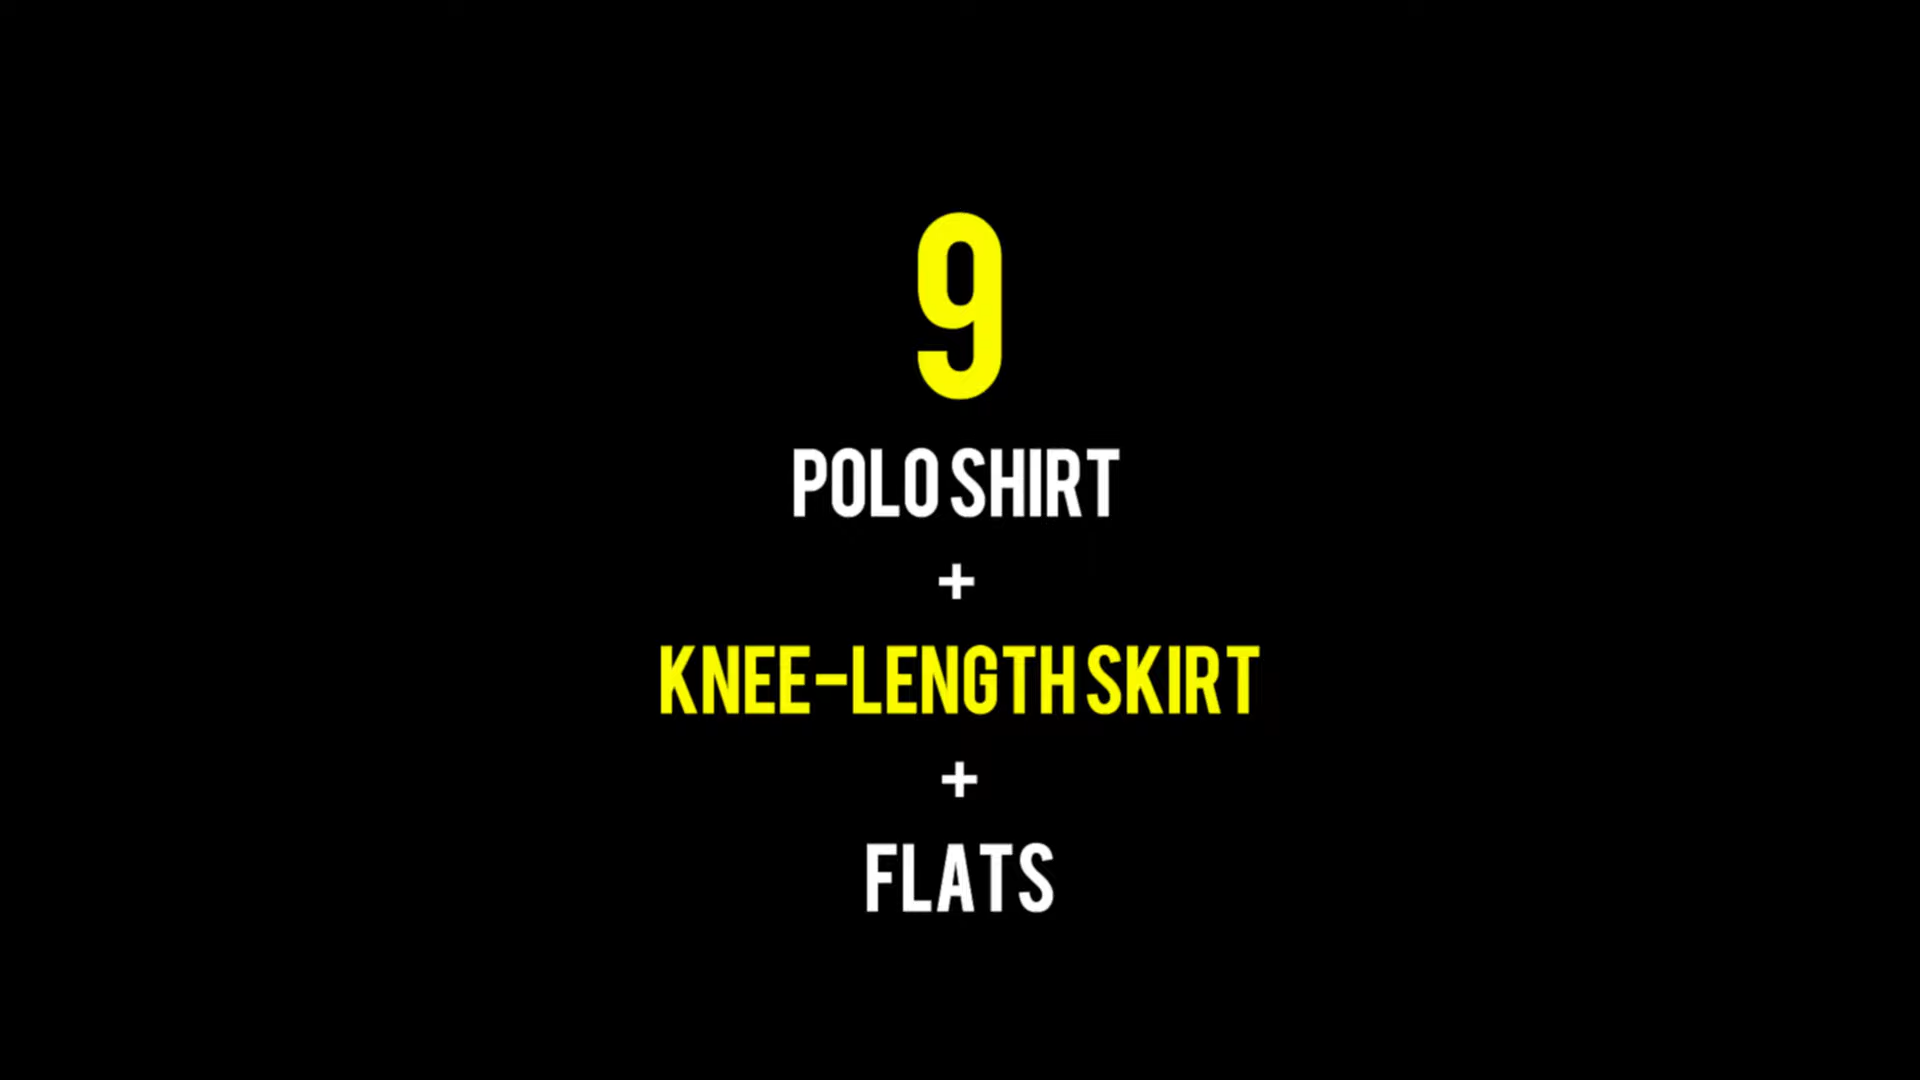 9
POLO SHIRT
+
KNEE-LENGTH SKIRT
+
FLATS